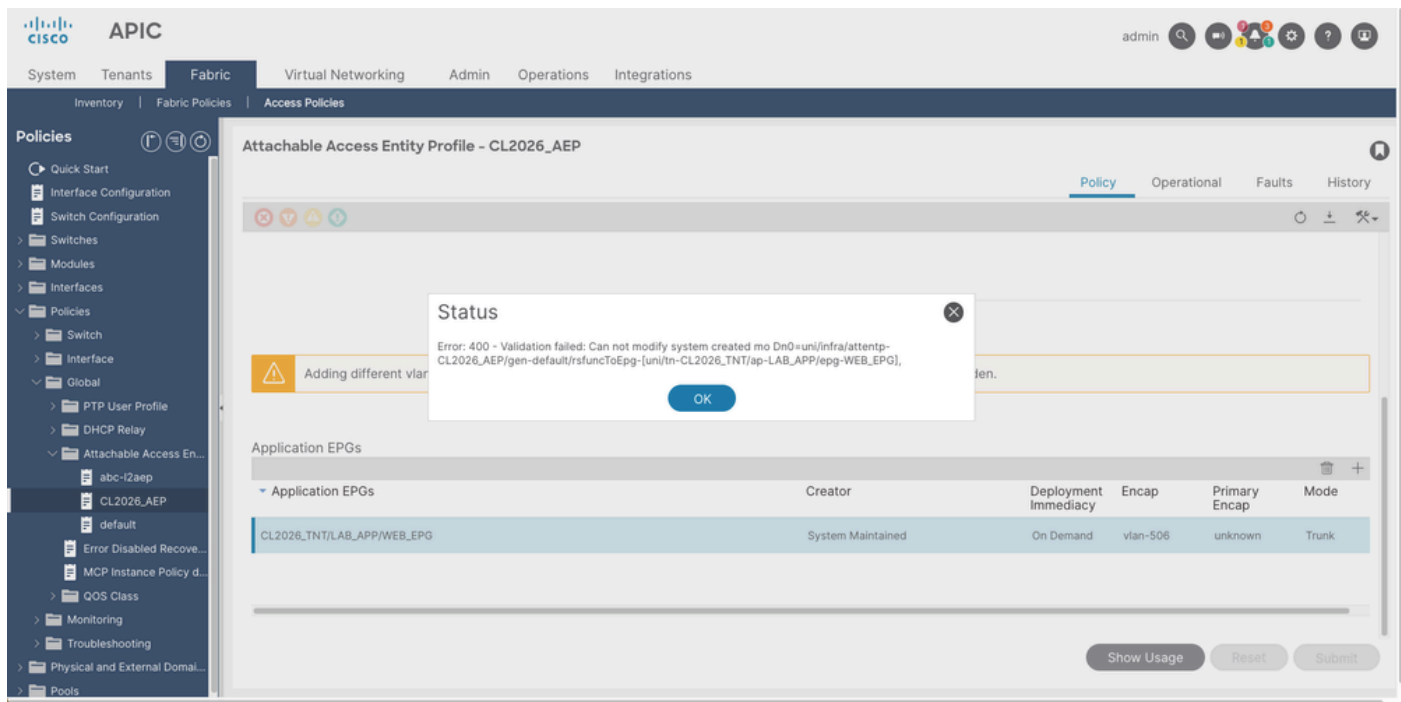 CISCO
APIC
admin
System Tenants Fabric Virtual Networking Admin Operations Integrations
Inventory | Fabric Policies | Access Policies
Policies
Quick Start
Interface Configuration
Switch Configuration
Switches
Modules
Interfaces
Policies
Switch
Interface
Global
PTP User Profile
DHCP Relay
Attachable Access En...
abc-l2aep
CL2026_AEP
default
Error Disabled Recove...
MCP Instance Policy d...
QOS Class
Monitoring
Troubleshooting
Physical and External Domai...
Pools
Attachable Access Entity Profile - CL2026_AEP
Policy Operational Faults History
Status
Error: 400 - Validation failed: Can not modify system created mo Dn0=uni/infra/attentp-
CL2026_AEP/gen-default/rsfuncToEpg-[uni/tn-CL2026_TNT/ap-LAB_APP/epg-WEB_EPG],
OK
Adding different vlan
den.
Application EPGs
Application EPGs Creator Deployment Immediacy Encap Primary Encap Mode
CL2026_TNT/LAB_APP/WEB_EPG System Maintained On Demand vlan-506 unknown Trunk
Show Usage Reset Submit